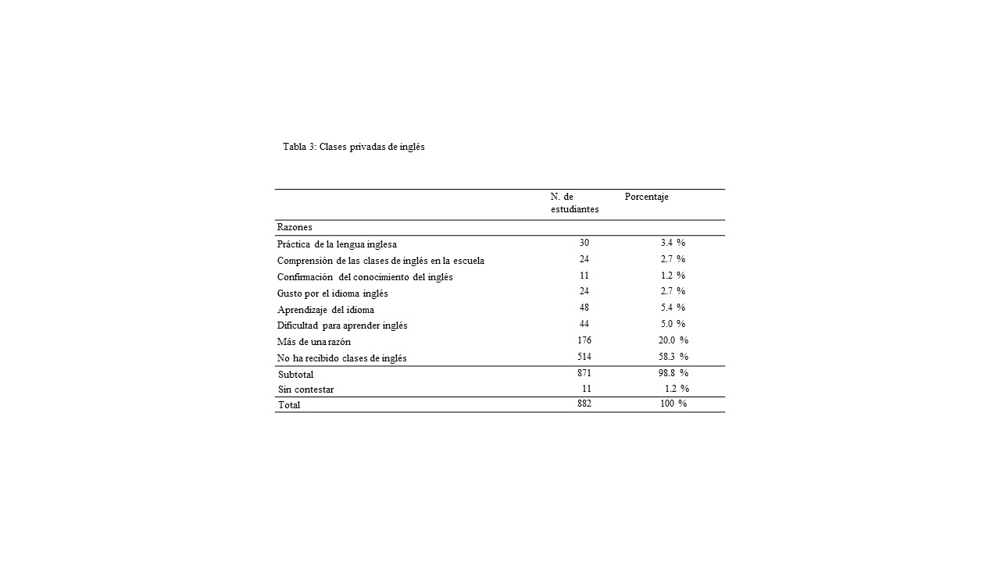 Tabla 3: Clases privadas de inglés
N. de estudiantes Porcentaje
Razones
Práctica de la lengua inglesa 30 3.4 %
Comprensión de las clases de inglés en la escuela 24 2.7 %
Confirmación del conocimiento del inglés 11 1.2 %
Gusto por el idioma inglés 24 2.7 %
Aprendizaje del idioma 48 5.4 %
Dificultad para aprender inglés 44 5.0 %
Más de una razón 176 20.0 %
No ha recibido clases de inglés 514 58.3 %
Subtotal 871 98.8 %
Sin contestar 11 1.2 %
Total 882 100 %